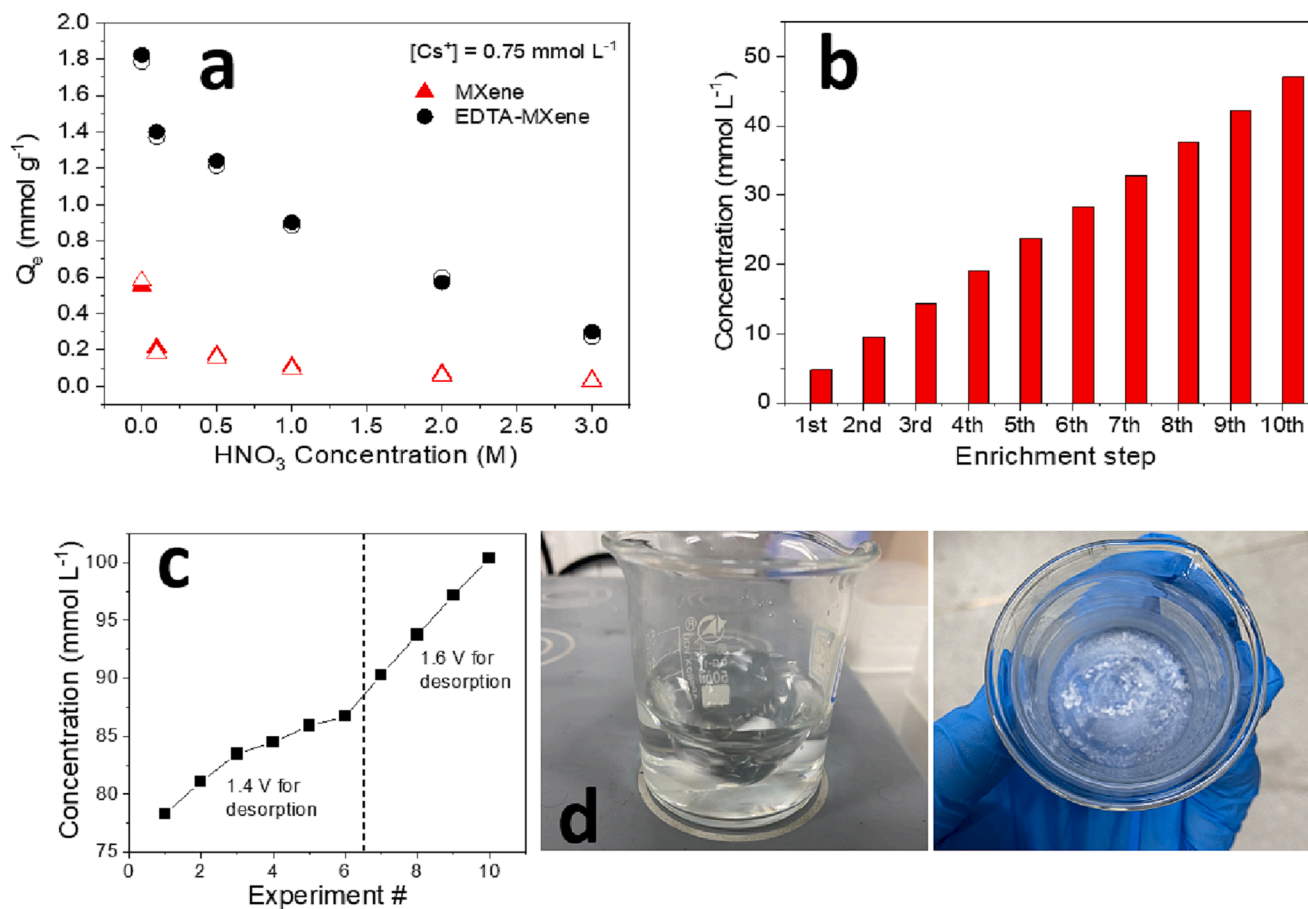 2.0
1.8
1.6
1.4
1.2
1.0
0.8
0.6
0.4
0.2
0.0
Qe (mmol g-1)
a
[Cs+] = 0.75 mmol L-1
MXene
EDTA-MXene
0.0 0.5 1.0 1.5 2.0 2.5 3.0
HNO3 Concentration (M)
b
50
40
30
20
10
0
Concentration (mmol L-1)
1st 2nd 3rd 4th 5th 6th 7th 8th 9th 10th
Enrichment step
c
100
95
90
85
80
75
Concentration (mmol L-1)
1.4 V for
desorption
1.6 V for
desorption
0 2 4 6 8 10
Experiment #
d